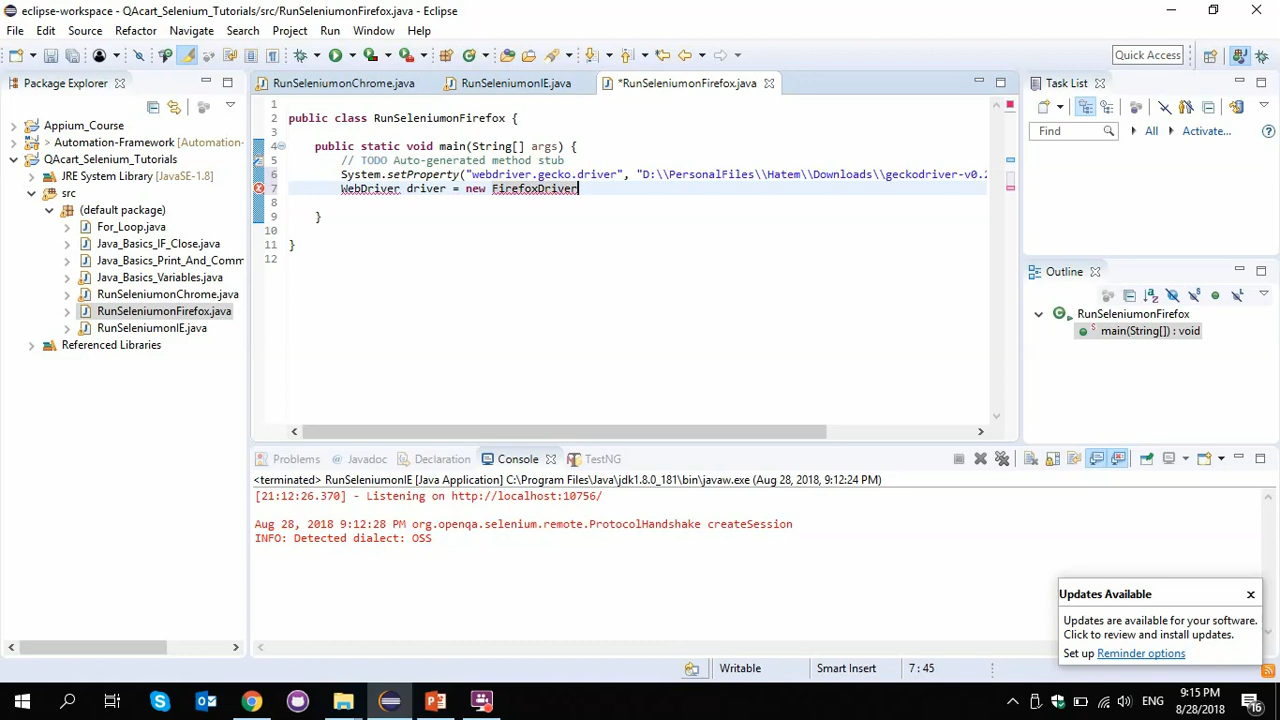 eclipse-workspace - QAcart_Selenium_Tutorials/src/RunSeleniumonFirefox.java - Eclipse
File Edit Source Refactor Navigate Search Project Run Window Help
Quick Access
Package Explorer
Appium_Course
> Automation-Framework [Automation-
QAcart_Selenium_Tutorials
JRE System Library [JavaSE-1.8]
src
(default package)
For_Loop.java
Java_Basics_IF_Close.java
Java_Basics_Print_And_Comm
Java_Basics_Variables.java
RunSeleniumonChrome.java
RunSeleniumonFirefox.java
RunSeleniumonIE.java
Referenced Libraries
RunSeleniumonChrome.java RunSeleniumonIE.java *RunSeleniumonFirefox.java
1
2 public class RunSeleniumonFirefox {
3
4 public static void main(String[] args) {
5 // TODO Auto-generated method stub
6 System.setProperty("webdriver.gecko.driver", "D:\\PersonalFiles\\Hatem\\Downloads\\geckodriver-v0.2
7 WebDriver driver = new FirefoxDriver
8
9 }
10
11 }
12
Task List
Find All Activate...
Outline
RunSeleniumonFirefox
main(String[]) : void
Problems Javadoc Declaration Console TestNG
<terminated> RunSeleniumonIE [Java Application] C:\Program Files\Java\jdk1.8.0_181\bin\javaw.exe (Aug 28, 2018 9:12:24 PM)
[21:12:26.370] - Listening on http://localhost:10756/
Aug 28, 2018 9:12:28 PM org.openqa.selenium.remote.ProtocolHandshake createSession
INFO: Detected dialect: OSS
Updates Available
Updates are available for your software.
Click to review and install updates.
Set up Reminder options
Writable Smart Insert 7 : 45
ENG
9:15 PM
8/28/2018
16